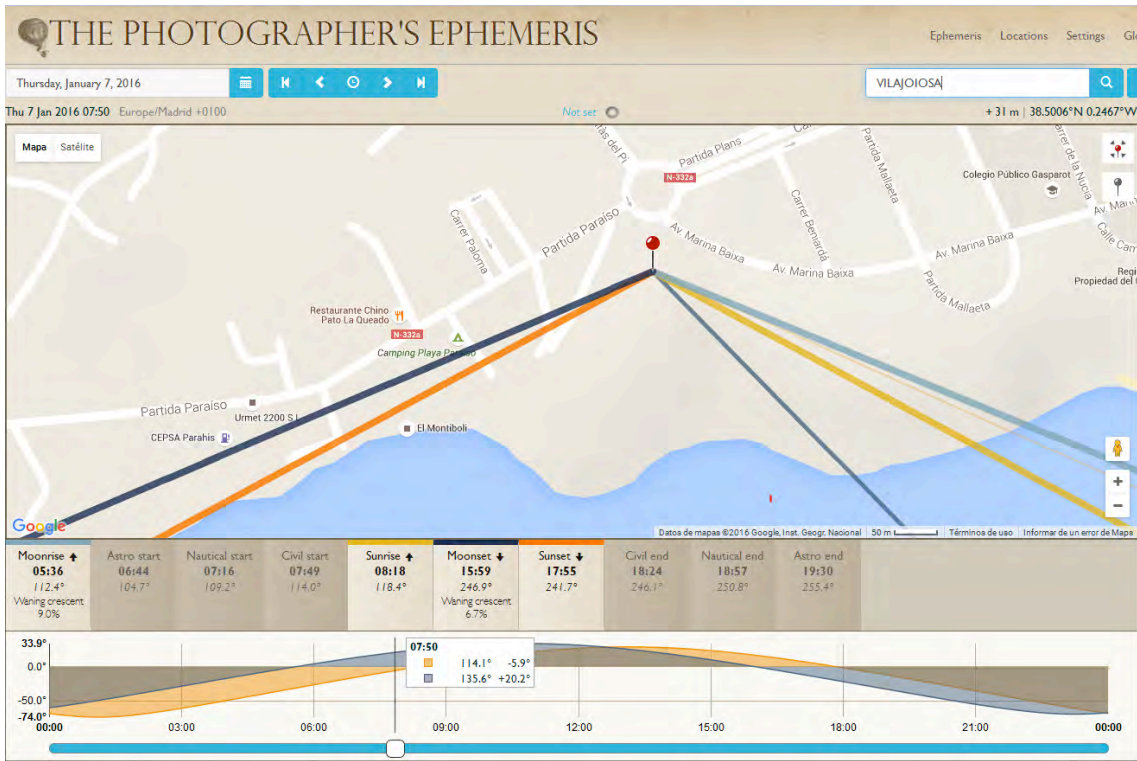 THE PHOTOGRAPHER'S EPHEMERIS
Ephemeris Locations Settings
Thursday, January 7, 2016
VILAJOIOSA
Thu 7 Jan 2016 07:50 Europe/Madrid +0100
Not set
+ 31 m | 38.5006°N 0.2467°W
Mapa Satélite
Partida Plans
N-332a
Colegio Público Gasparot
Carrer Paloma
Partida Paraiso
Partida Mallaeta
Carrer Beniardá
Av. Marina Baixa
Av. Marina Baixa
Av. Marina Baixa
Partida Mallaeta
Restaurante Chino
Pato La Queado
N-332a
Camping Playa Paraiso
Partida Paraiso
Urmet 2200 S.L
CEPSA Parahis
El Montiboli
Google
Datos de mapas ©2016 Google, Inst. Geogr. Nacional 50 m Términos de uso Informar de un error de Maps
Moonrise Astro start Nautical start Civil start Sunrise Moonset Sunset Civil end Nautical end Astro end
05:36 06:44 07:16 07:49 08:18 15:59 17:55 18:24 18:57 19:30
112.4° 104.7° 109.2° 114.0° 118.4° 246.9° 241.7° 246.1° 250.8° 255.4°
Waning crescent Waning crescent
9.0% 6.7%
33.9°
0.0°
-50.0°
-74.0°
07:50
114.1° -5.9°
135.6° +20.2°
00:00 03:00 06:00 09:00 12:00 15:00 18:00 21:00 00:00